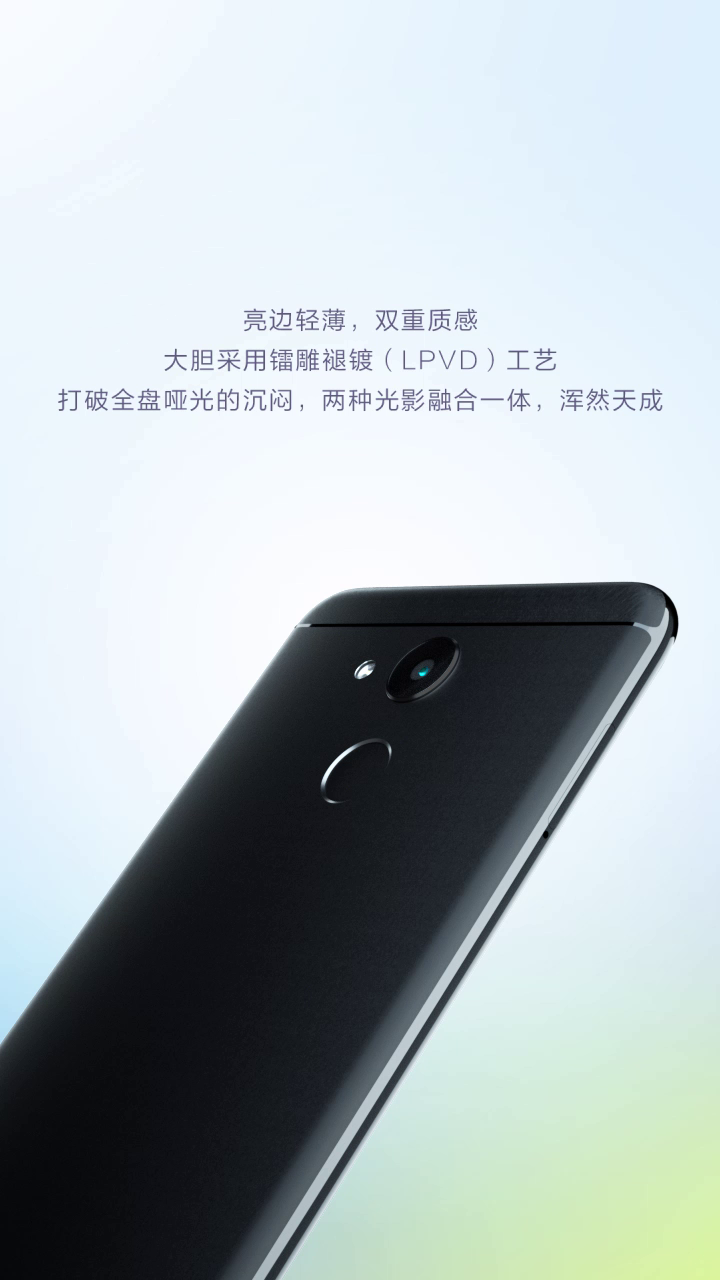 亮边轻薄，双重质感
大胆采用镭雕褪镀（LPVD）工艺
打破全盘哑光的沉闷，两种光影融合一体，浑然天成